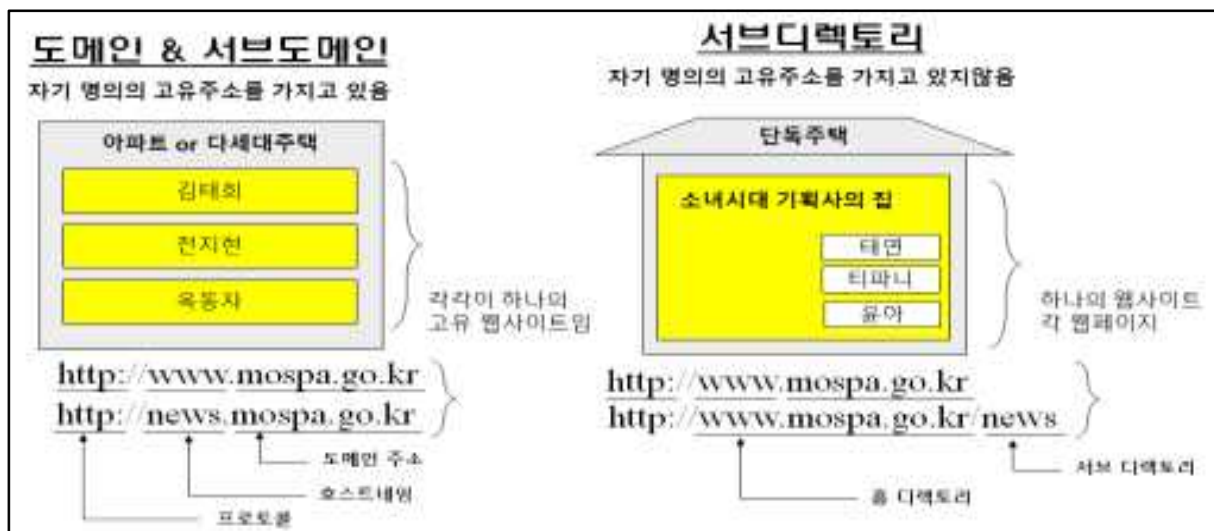 도메인 & 서브도메인
자기 명의의 고유주소를 가지고 있음
아파트 or 다세대주택
김태희
전지현
옥동자
각각이 하나의
고유 웹사이트임
http://www.mospa.go.kr
http://news.mospa.go.kr
도메인 주소
호스트네임
프로토콜
서브디렉토리
자기 명의의 고유주소를 가지고 있지않음
단독주택
소녀시대 기획사의 집
태연
티파니
윤아
하나의 웹사이트
각 웹페이지
http://www.mospa.go.kr
http://www.mospa.go.kr/news
서브 디렉토리
홈 디렉토리